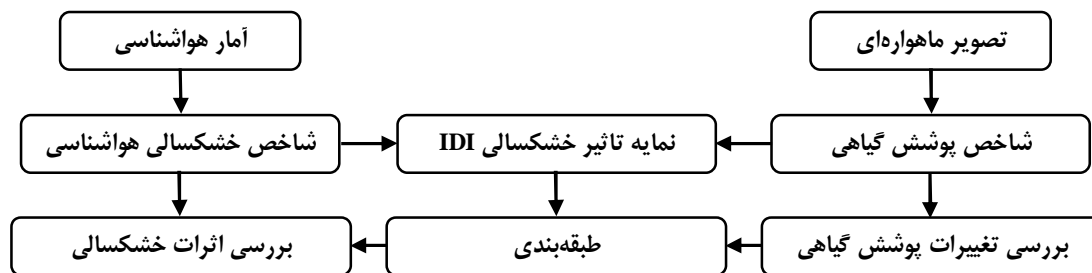 تصویر ماهواره‌ای
آمار هواشناسی
شاخص پوشش گیاهی
نمایه تاثیر خشکسالی IDI
شاخص خشکسالی هواشناسی
بررسی تغییرات پوشش گیاهی
طبقه‌بندی
بررسی اثرات خشکسالی